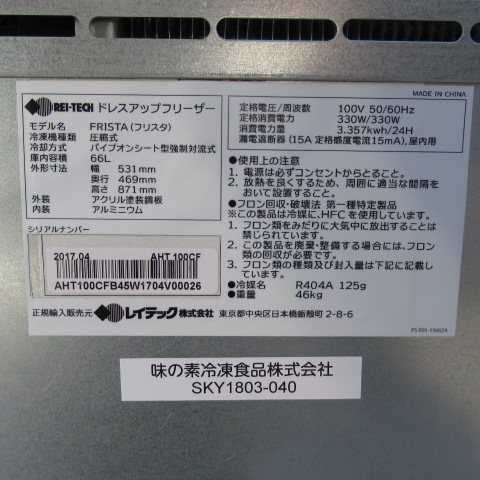 MADE IN CHINA
REI-TECH ドレスアップフリーザー
モデル名 FRISTA (フリスタ)
冷凍機種類 圧縮式
冷却方式 パイプオンシート型強制対流式
庫内容積 66L
外形寸法 幅 531mm
奥行 469mm
高さ 871mm
外装 アクリル塗装鋼板
内装 アルミニウム
シリアルナンバー
2017.04 AHT 100CF
AHT100CFB45W1704V00026
定格電圧/周波数 100V 50/60Hz
定格消費電力 330W/330W
消費電力量 3.357kwh/24H
漏電遮断器 (15A 定格感度電流15mA), 屋内用
●使用上の注意
1. 電源は必ずコンセントからとること。
2. 放熱を良くするため、周囲に適当な間隔を
おいて設置すること。
●フロン回収・破壊法 第一種特定製品
※この製品は冷媒に、HFCを使用しています。
1. フロン類をみだりに大気中に放出することは
禁じられています。
2. この製品を廃棄・整備する場合には、フロン
類の回収が必要です。
3. フロン類の種類及び封入量は下記に記載し
ています。
●冷媒名 R404A 125g
●重量 46kg
正規輸入/販売元 レイテック株式会社 東京都中央区日本橋蛎殻町 2-8-6
FS-F01-150624
味の素冷凍食品株式会社
SKY1803-040